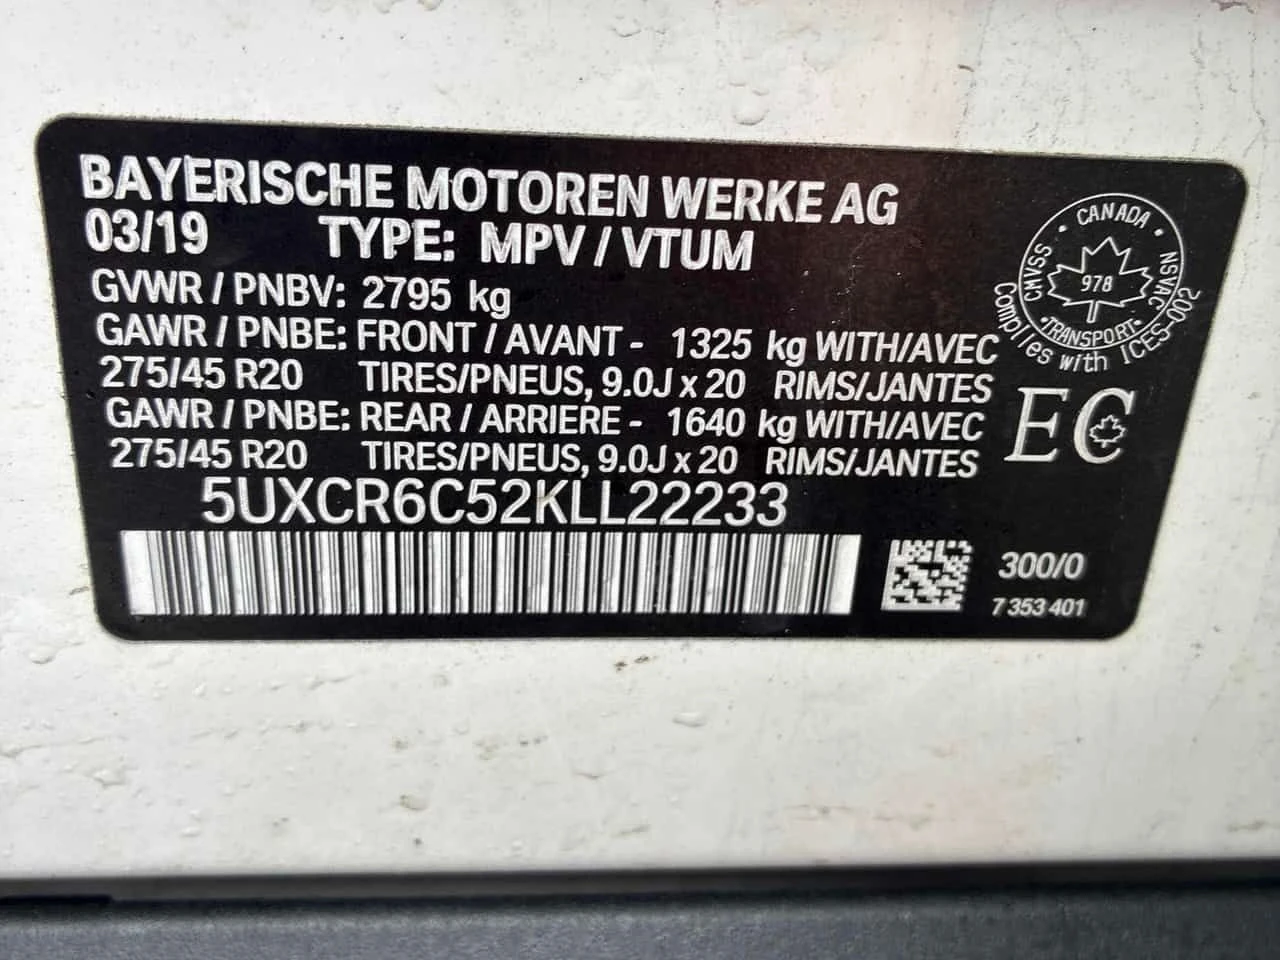 BAYERISCHE MOTOREN WERKE AG
03/19 TYPE: MPV / VTUM
GVWR / PNBV: 2795 kg
GAWR / PNBE: FRONT / AVANT - 1325 kg WITH/AVEC
275/45 R20 TIRES/PNEUS, 9.0J x 20 RIMS/JANTES
GAWR / PNBE: REAR / ARRIERE - 1640 kg WITH/AVEC
275/45 R20 TIRES/PNEUS, 9.0J x 20 RIMS/JANTES
5UXCR6C52KLL22233
CANADA
CMVSS
NSVAC
978
TRANSPORT
Complies with ICES-002
EC
300/0
7 353 401